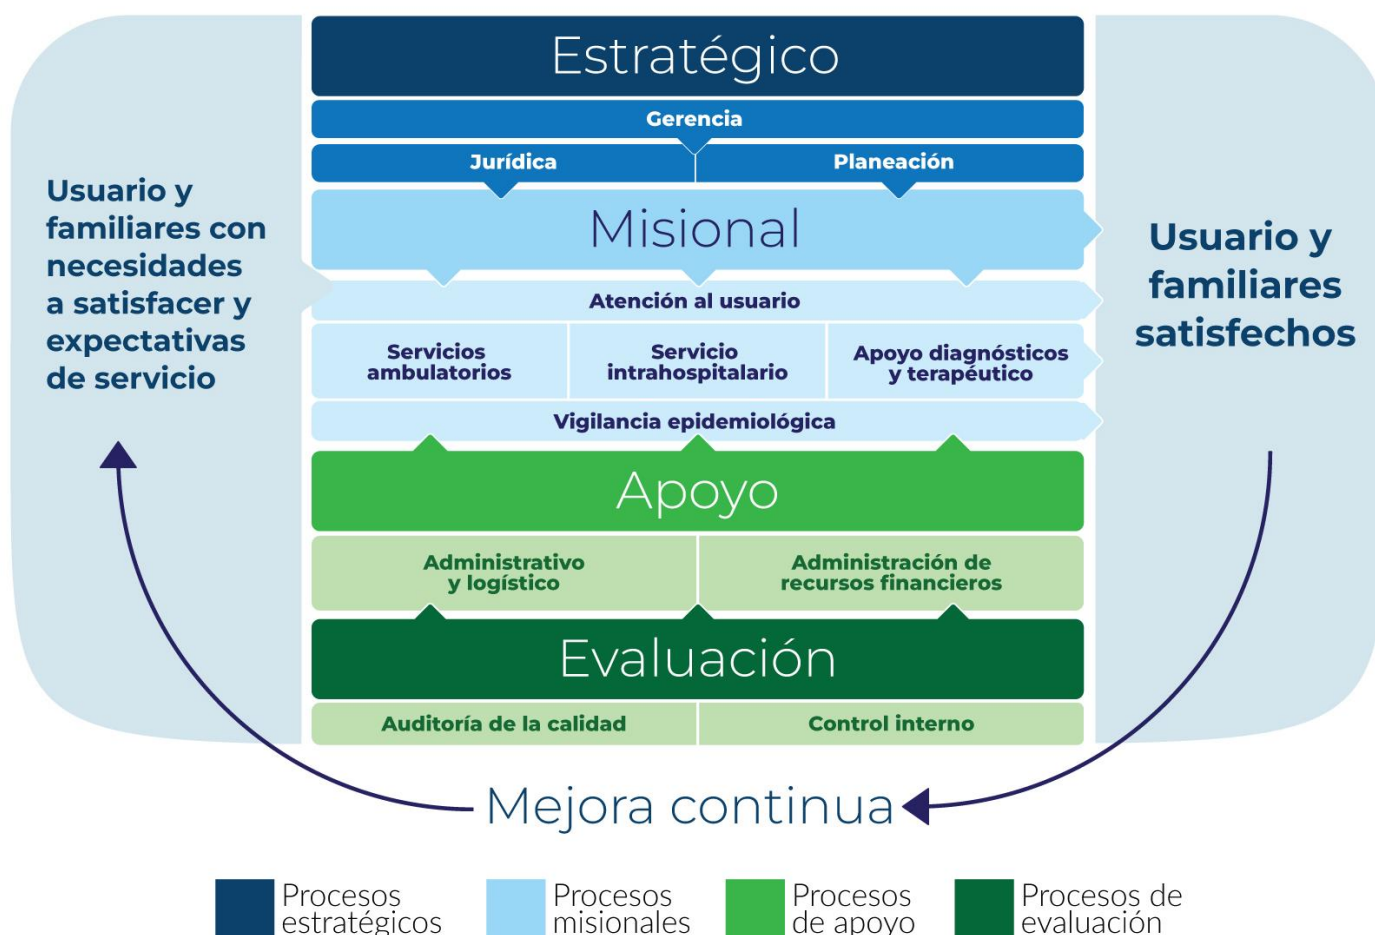 Estratégico
Gerencia
Jurídica
Planeación
Usuario y
familiares con
necesidades
a satisfacer y
expectativas
de servicio
Misional
Atención al usuario
Servicios
ambulatorios
Servicio
intrahospitalario
Apoyo diagnósticos
y terapéutico
Vigilancia epidemiológica
Usuario y
familiares
satisfechos
Apoyo
Administrativo
y logístico
Administración de
recursos financieros
Evaluación
Auditoría de la calidad
Control interno
Mejora continua
Procesos
estratégicos
Procesos
misionales
Procesos
de apoyo
Procesos de
evaluación